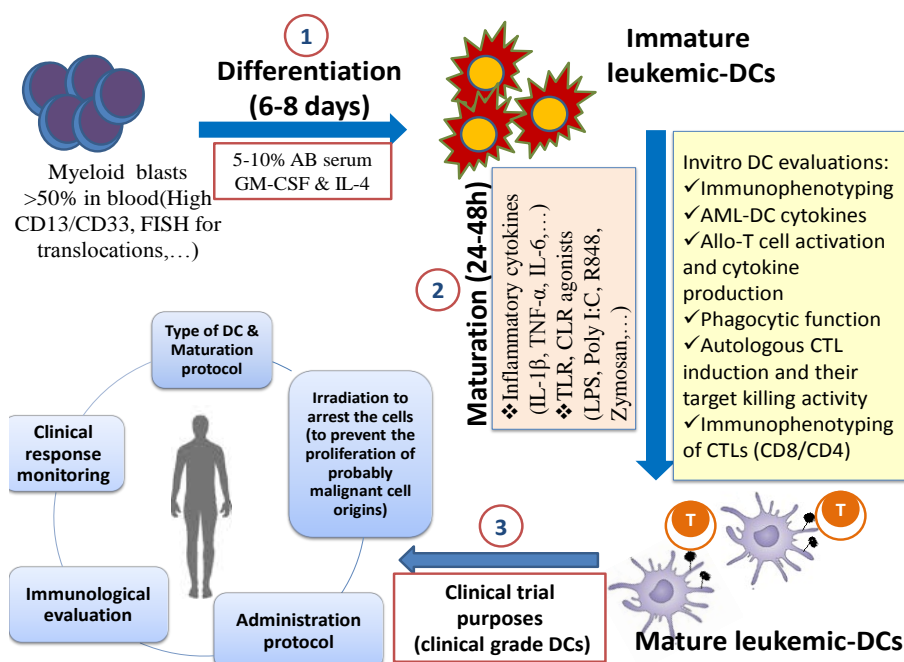 1
Differentiation
(6-8 days)
5-10% AB serum
GM-CSF & IL-4
Myeloid blasts
>50% in blood(High
CD13/CD33, FISH for
translocations,...)
Immature
leukemic-DCs
2
Maturation (24-48h)
❖Inflammatory cytokines
(IL-1β, TNF-α, IL-6,...)
❖TLR, CLR agonists
(LPS, Poly I:C, R848,
Zymosan,...)
Invitro DC evaluations:
✓Immunophenotyping
✓AML-DC cytokines
✓Allo-T cell activation
and cytokine
production
✓Phagocytic function
✓Autologous CTL
induction and their
target killing activity
✓Immunophenotyping
of CTLs (CD8/CD4)
T
T
Mature leukemic-DCs
3
Clinical trial
purposes
(clinical grade DCs)
Type of DC &
Maturation
protocol
Irradiation to
arrest the cells
(to prevent the
proliferation of
probably
malignant cell
origins)
Administration
protocol
Immunological
evaluation
Clinical
response
monitoring